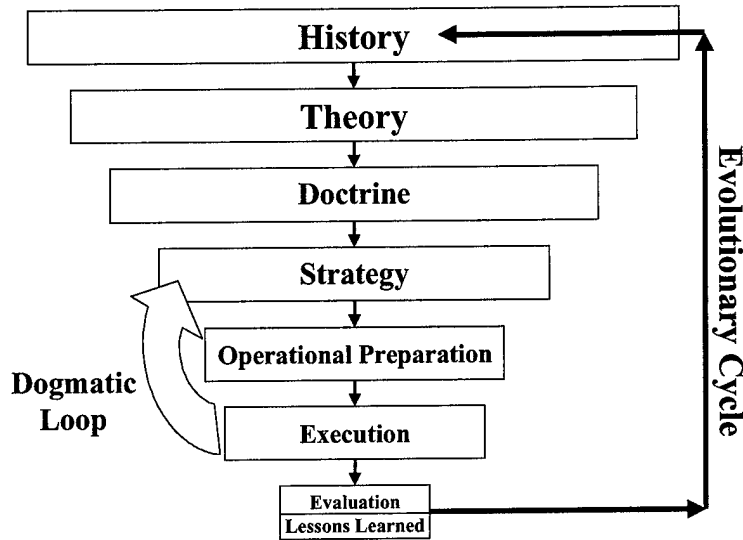 History
Theory
Doctrine
Strategy
Operational Preparation
Dogmatic
Loop
Execution
Evaluation
Lessons Learned
Evolutionary Cycle